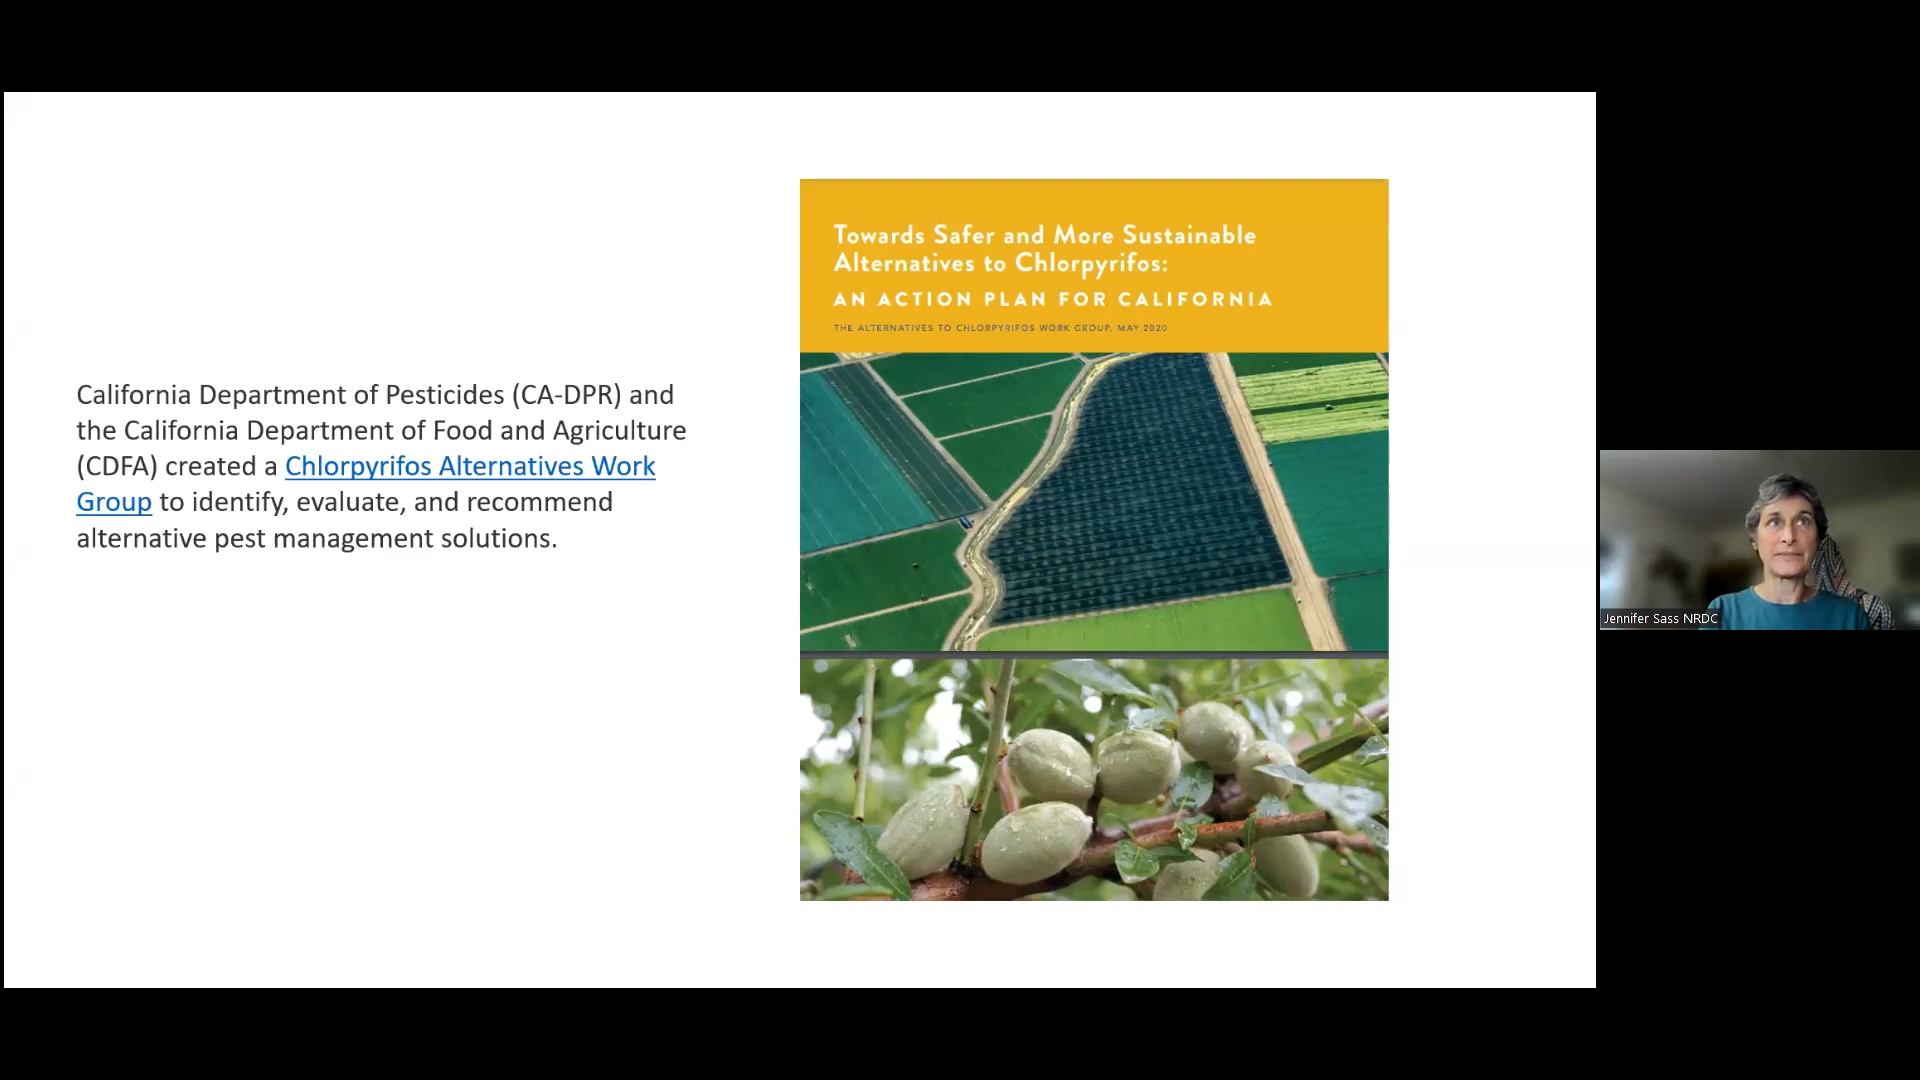 California Department of Pesticides (CA-DPR) and
the California Department of Food and Agriculture
(CDFA) created a Chlorpyrifos Alternatives Work
Group to identify, evaluate, and recommend
alternative pest management solutions.
Towards Safer and More Sustainable
Alternatives to Chlorpyrifos:
AN ACTION PLAN FOR CALIFORNIA
THE ALTERNATIVES TO CHLORPYRIFOS WORK GROUP, MAY 2020
Jennifer Sass NRDC